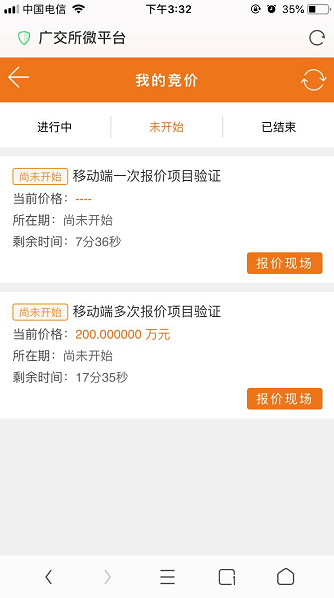 中国电信 下午3:32 35%
广交所微平台
我的竞价
进行中 未开始 已结束
尚未开始 移动端一次报价项目验证
当前价格：----
所在期：尚未开始
剩余时间：7分36秒
报价现场
尚未开始 移动端多次报价项目验证
当前价格：200.000000 万元
所在期：尚未开始
剩余时间：17分35秒
报价现场